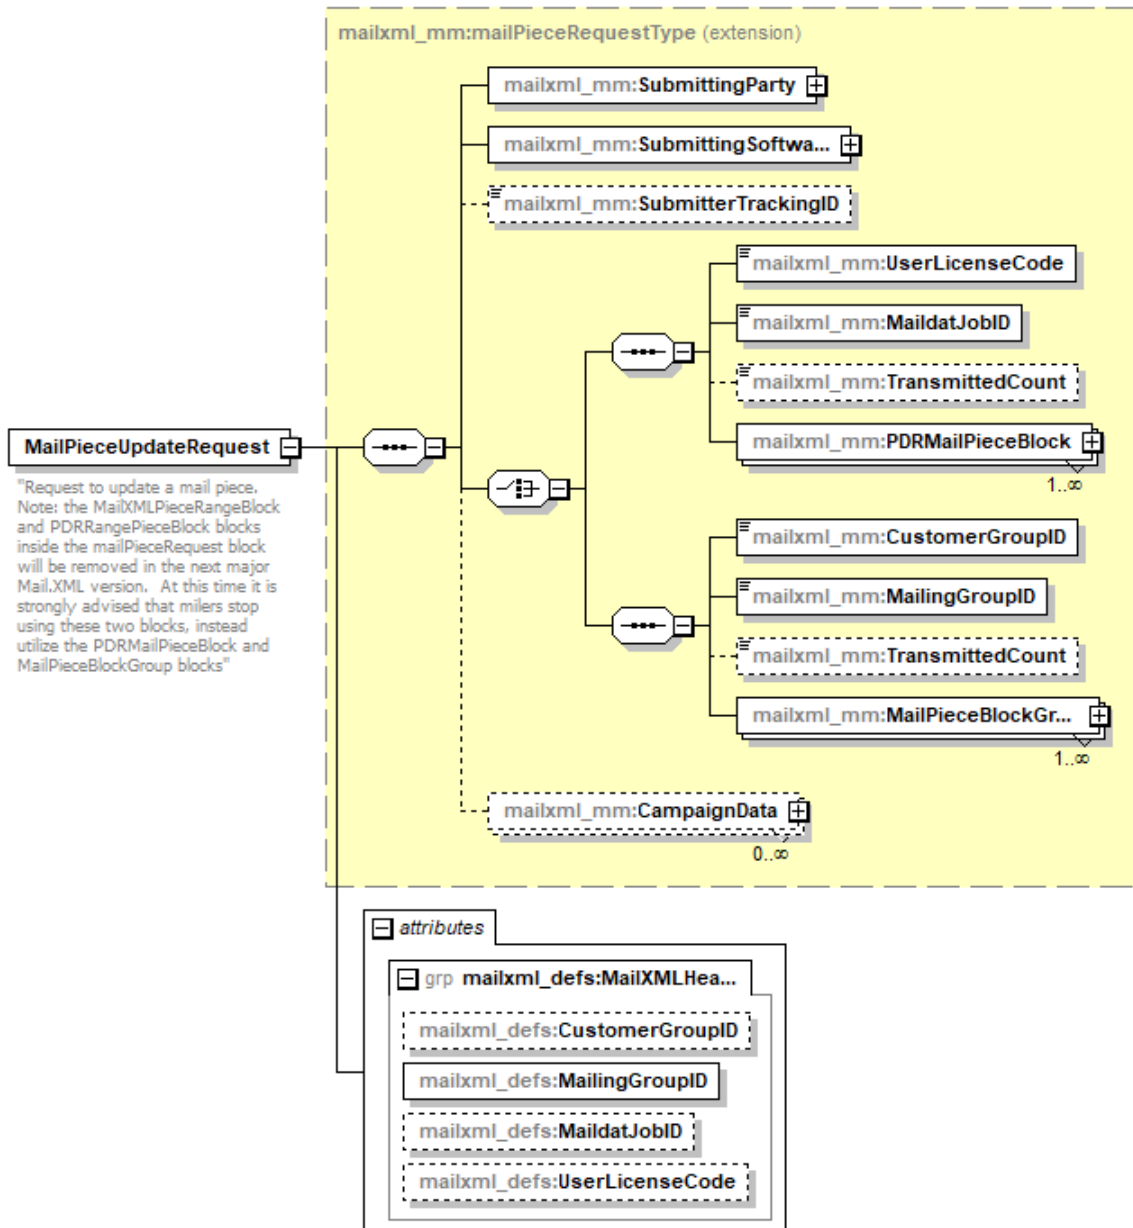 mailxml_mm:mailPieceRequestType (extension)
mailxml_mm:SubmittingParty
mailxml_mm:SubmittingSoftwa...
mailxml_mm:SubmitterTrackingID
mailxml_mm:UserLicenseCode
mailxml_mm:MaildatJobID
mailxml_mm:TransmittedCount
mailxml_mm:PDRMailPieceBlock
1..∞
MailPieceUpdateRequest
"Request to update a mail piece.
Note: the MailXMLPieceRangeBlock
and PDRRangePieceBlock blocks
inside the mailPieceRequest block
will be removed in the next major
Mail.XML version.  At this time it is
strongly advised that milers stop
using these two blocks, instead
utilize the PDRMailPieceBlock and
MailPieceBlockGroup blocks"
mailxml_mm:CustomerGroupID
mailxml_mm:MailingGroupID
mailxml_mm:TransmittedCount
mailxml_mm:MailPieceBlockGr...
1..∞
mailxml_mm:CampaignData
0..∞
attributes
grp mailxml_defs:MailXMLHea...
mailxml_defs:CustomerGroupID
mailxml_defs:MailingGroupID
mailxml_defs:MaildatJobID
mailxml_defs:UserLicenseCode